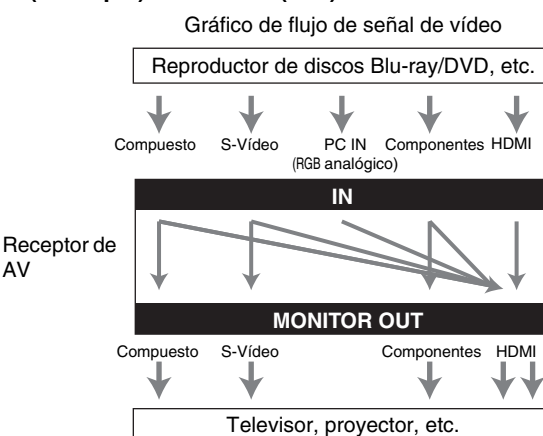 Gráfico de flujo de señal de vídeo
Reproductor de discos Blu-ray/DVD, etc.
Compuesto S-Vídeo PC IN Componentes HDMI
(RGB analógico)
IN
Receptor de
AV
MONITOR OUT
Compuesto S-Vídeo Componentes HDMI
Televisor, proyector, etc.